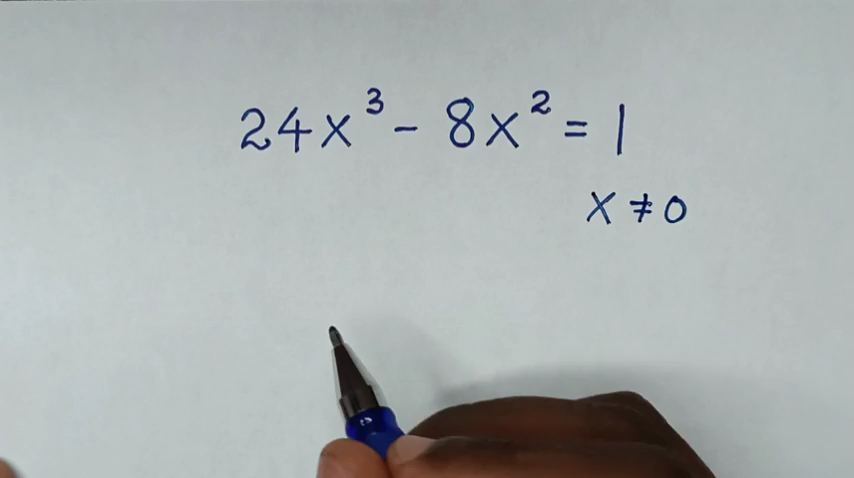 24x³ - 8x² = 1
x ≠ 0